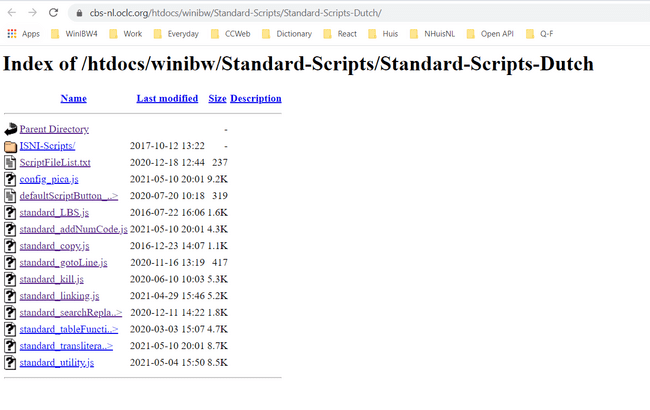 cbs-nl.oclc.org/htdocs/winibw/Standard-Scripts/Standard-Scripts-Dutch/
Apps WinIBW4 Work Everyday CCWeb Dictionary React Huis NHuisNL Open API Q-F
Index of /htdocs/winibw/Standard-Scripts/Standard-Scripts-Dutch
Name Last modified Size Description
Parent Directory -
ISNI-Scripts/ 2017-10-12 13:22 -
ScriptFileList.txt 2020-12-18 12:44 237
config_pica.js 2021-05-10 20:01 9.2K
defaultScriptButton_..> 2020-07-20 10:18 319
standard_LBS.js 2016-07-22 16:06 1.6K
standard_addNumCode.js 2021-05-10 20:01 4.3K
standard_copy.js 2016-12-23 14:07 1.1K
standard_gotoLine.js 2020-11-16 13:19 417
standard_kill.js 2020-06-10 10:03 5.3K
standard_linking.js 2021-04-29 15:46 5.2K
standard_searchRepla..> 2020-12-11 14:22 1.8K
standard_tableFuncti..> 2020-03-03 15:07 4.7K
standard_translitera..> 2021-05-10 20:01 8.7K
standard_utility.js 2021-05-04 15:50 8.5K